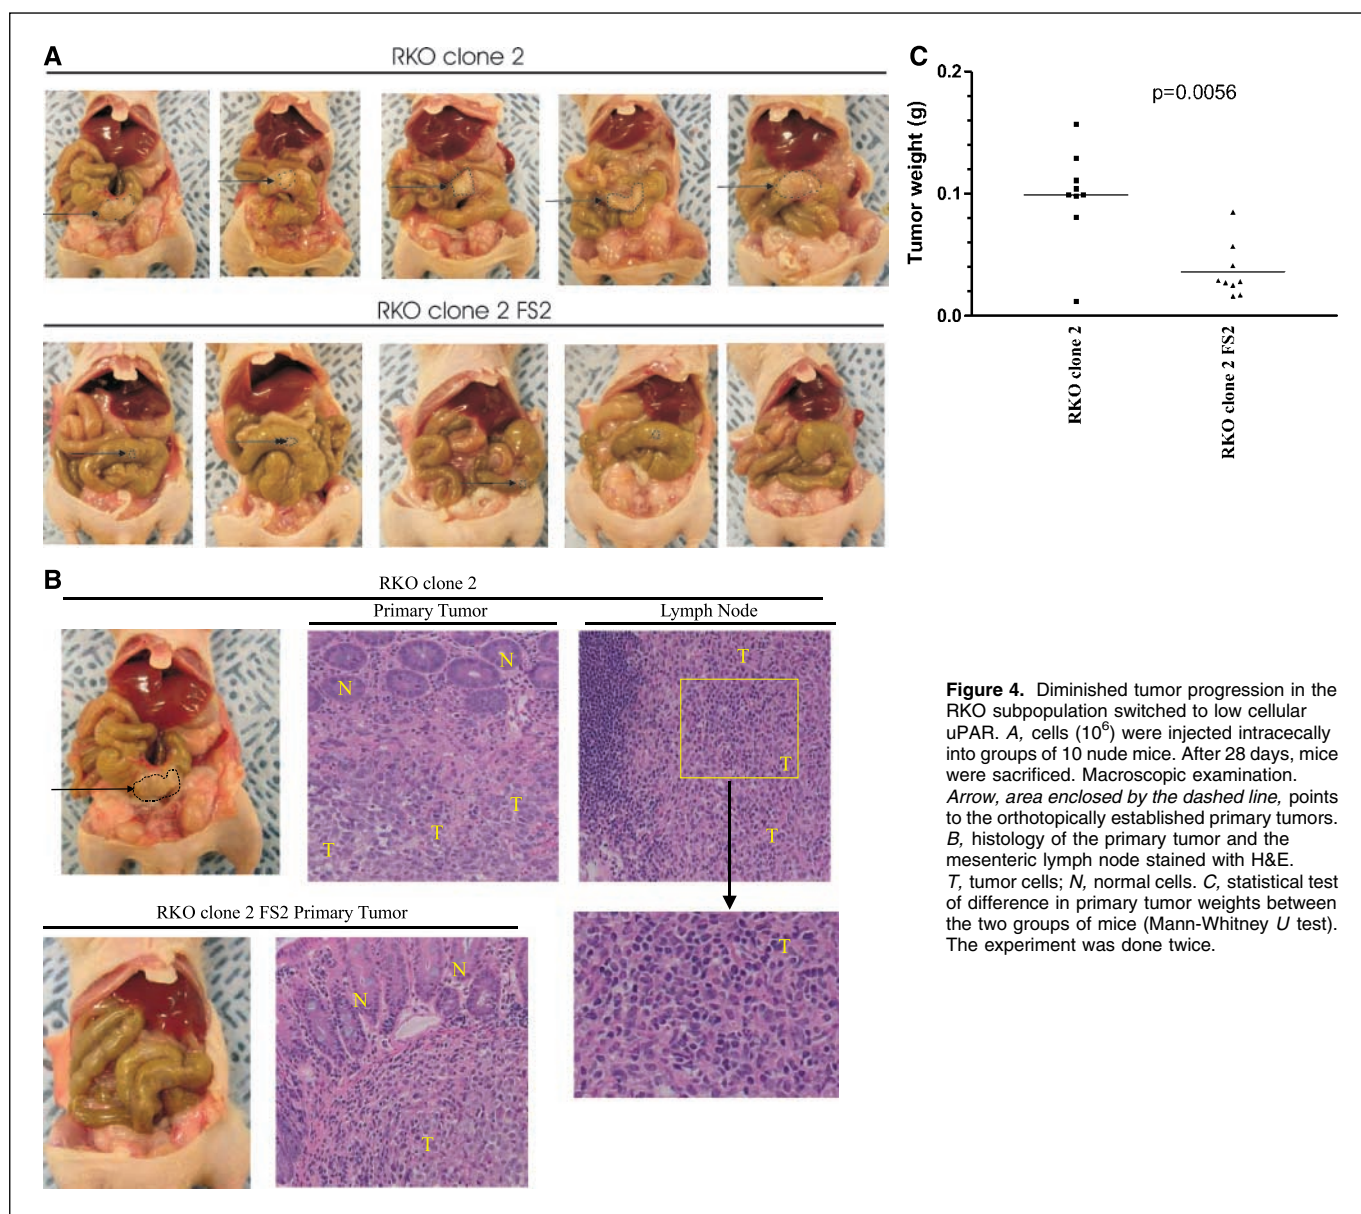 A
RKO clone 2
RKO clone 2 FS2
B
RKO clone 2
Primary Tumor
Lymph Node
N
N
T
T
T
T
T
T
RKO clone 2 FS2 Primary Tumor
N
N
T
T
C
Tumor weight (g)
0.2
0.1
0.0
p=0.0056
RKO clone 2
RKO clone 2 FS2
Figure 4. Diminished tumor progression in the
RKO subpopulation switched to low cellular
uPAR. A, cells (10⁶) were injected intracecally
into groups of 10 nude mice. After 28 days, mice
were sacrificed. Macroscopic examination.
Arrow, area enclosed by the dashed line, points
to the orthotopically established primary tumors.
B, histology of the primary tumor and the
mesenteric lymph node stained with H&E.
T, tumor cells; N, normal cells. C, statistical test
of difference in primary tumor weights between
the two groups of mice (Mann-Whitney U test).
The experiment was done twice.